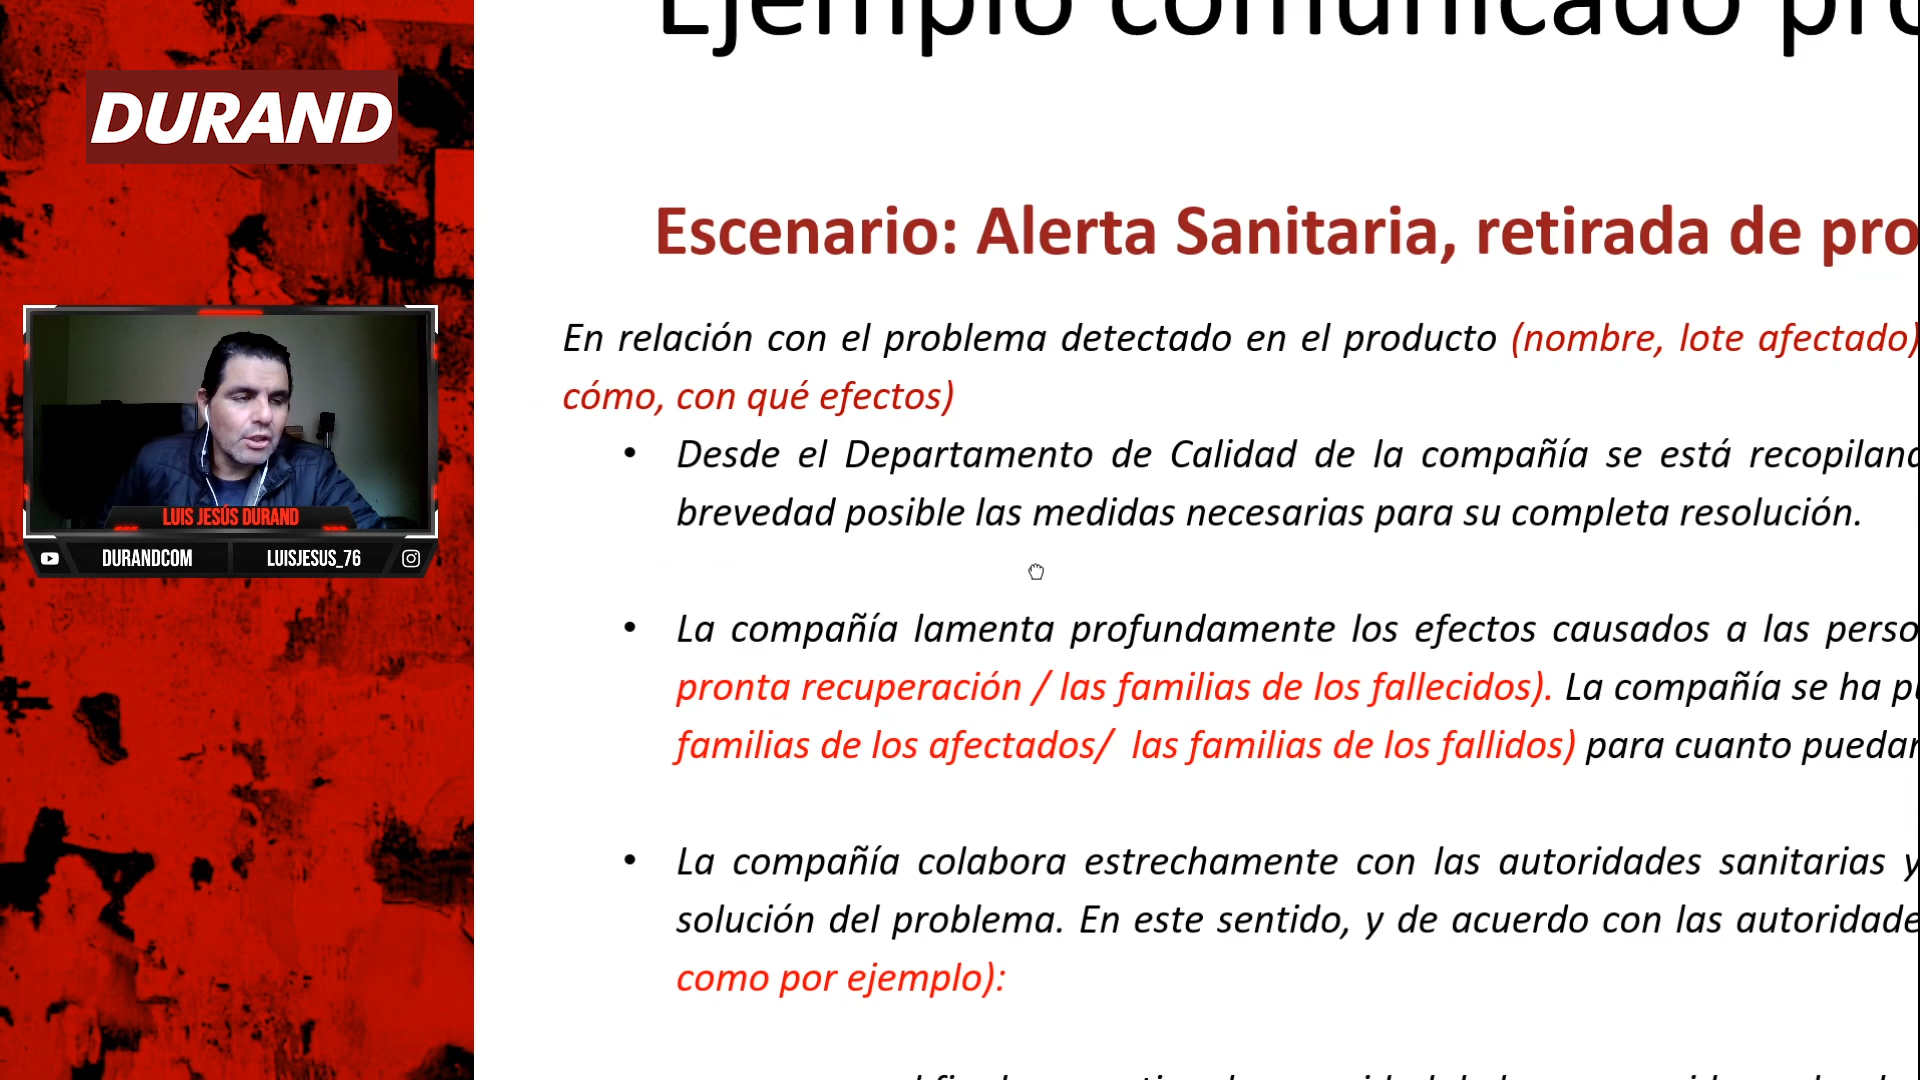 Ejemplo comunicado
DURAND
Escenario: Alerta Sanitaria, retirada de
En relación con el problema detectado en el producto (nombre, lote afectado)
cómo, con qué efectos)
• Desde el Departamento de Calidad de la compañía se está
brevedad posible las medidas necesarias para su completa resolución.
• La compañía lamenta profundamente los efectos causados a las
pronta recuperación / las familias de los fallecidos). La compañía se ha
familias de los afectados/ las familias de los fallidos) para cuanto
• La compañía colabora estrechamente con las autoridades sanitarias y
solución del problema. En este sentido, y de acuerdo con las
como por ejemplo):
LUIS JESÚS DURAND
DURANDCOM LUISJESUS_76